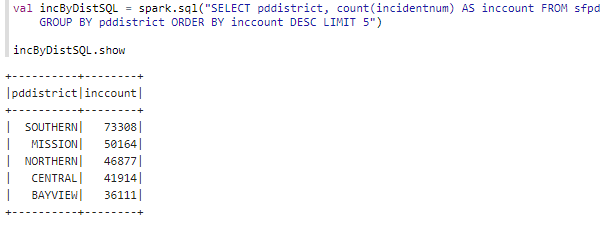 val incByDistSQL = spark.sql("SELECT pddistrict, count(incidentnum) AS inccount FROM sfpd
GROUP BY pddistrict ORDER BY inccount DESC LIMIT 5")
incByDistSQL.show
+----------+--------+
|pddistrict|inccount|
+----------+--------+
|  SOUTHERN|   73308|
|   MISSION|   50164|
|  NORTHERN|   46877|
|   CENTRAL|   41914|
|   BAYVIEW|   36111|
+----------+--------+